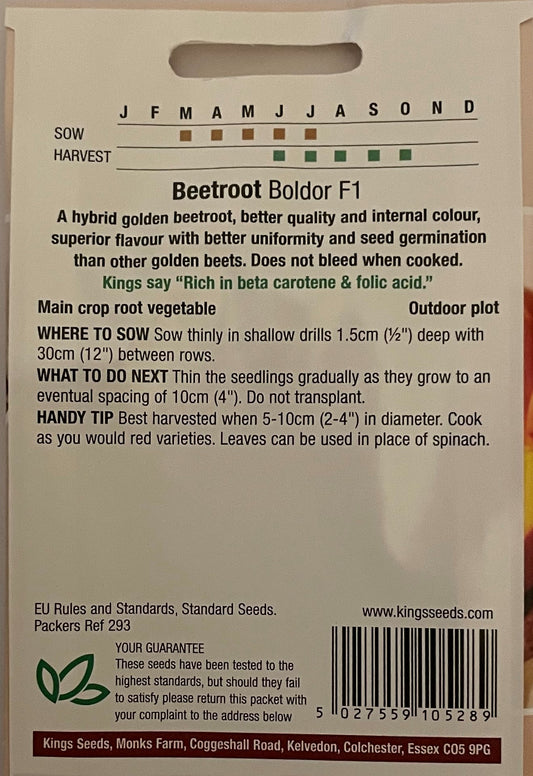 J F M A M J J A S O N D
SOW
HARVEST
Beetroot Boldor F1
A hybrid golden beetroot, better quality and internal colour,
superior flavour with better uniformity and seed germination
than other golden beets. Does not bleed when cooked.
Kings say “Rich in beta carotene & folic acid.”
Main crop root vegetable Outdoor plot
WHERE TO SOW Sow thinly in shallow drills 1.5cm (½") deep with
30cm (12") between rows.
WHAT TO DO NEXT Thin the seedlings gradually as they grow to an
eventual spacing of 10cm (4"). Do not transplant.
HANDY TIP Best harvested when 5-10cm (2-4") in diameter. Cook
as you would red varieties. Leaves can be used in place of spinach.
EU Rules and Standards, Standard Seeds.
Packers Ref 293
www.kingsseeds.com
YOUR GUARANTEE
These seeds have been tested to the
highest standards, but should they fail
to satisfy please return this packet with
your complaint to the address below
5 027559 105289
Kings Seeds, Monks Farm, Coggeshall Road, Kelvedon, Colchester, Essex CO5 9PG